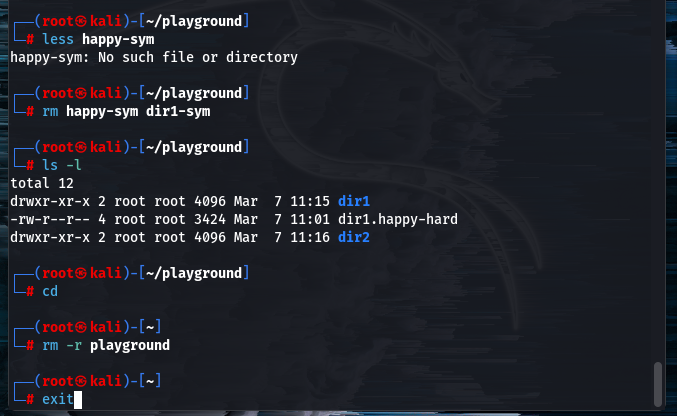 ┌──(root㉿kali)-[~/playground]
└─# less happy-sym
happy-sym: No such file or directory
┌──(root㉿kali)-[~/playground]
└─# rm happy-sym dir1-sym
┌──(root㉿kali)-[~/playground]
└─# ls -l
total 12
drwxr-xr-x 2 root root 4096 Mar  7 11:15 dir1
-rw-r--r-- 4 root root 3424 Mar  7 11:01 dir1.happy-hard
drwxr-xr-x 2 root root 4096 Mar  7 11:16 dir2
┌──(root㉿kali)-[~/playground]
└─# cd
┌──(root㉿kali)-[~]
└─# rm -r playground
┌──(root㉿kali)-[~]
└─# exit